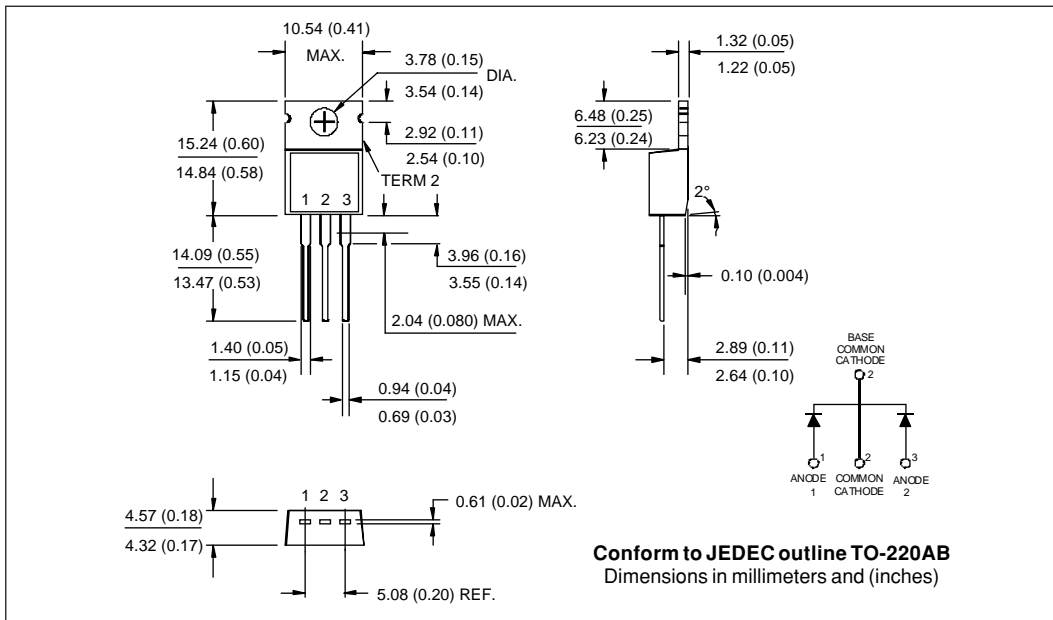 10.54 (0.41)
MAX.
3.78 (0.15)
3.54 (0.14)
DIA.
2.92 (0.11)
2.54 (0.10)
TERM 2
15.24 (0.60)
14.84 (0.58)
1 2 3
14.09 (0.55)
13.47 (0.53)
3.96 (0.16)
3.55 (0.14)
2.04 (0.080) MAX.
1.40 (0.05)
1.15 (0.04)
0.94 (0.04)
0.69 (0.03)
1.32 (0.05)
1.22 (0.05)
6.48 (0.25)
6.23 (0.24)
2°
0.10 (0.004)
2.89 (0.11)
2.64 (0.10)
BASE
COMMON
CATHODE
2
1
2
3
ANODE
1
COMMON
CATHODE
ANODE
2
1 2 3
0.61 (0.02) MAX.
4.57 (0.18)
4.32 (0.17)
5.08 (0.20) REF.
Conform to JEDEC outline TO-220AB
Dimensions in millimeters and (inches)